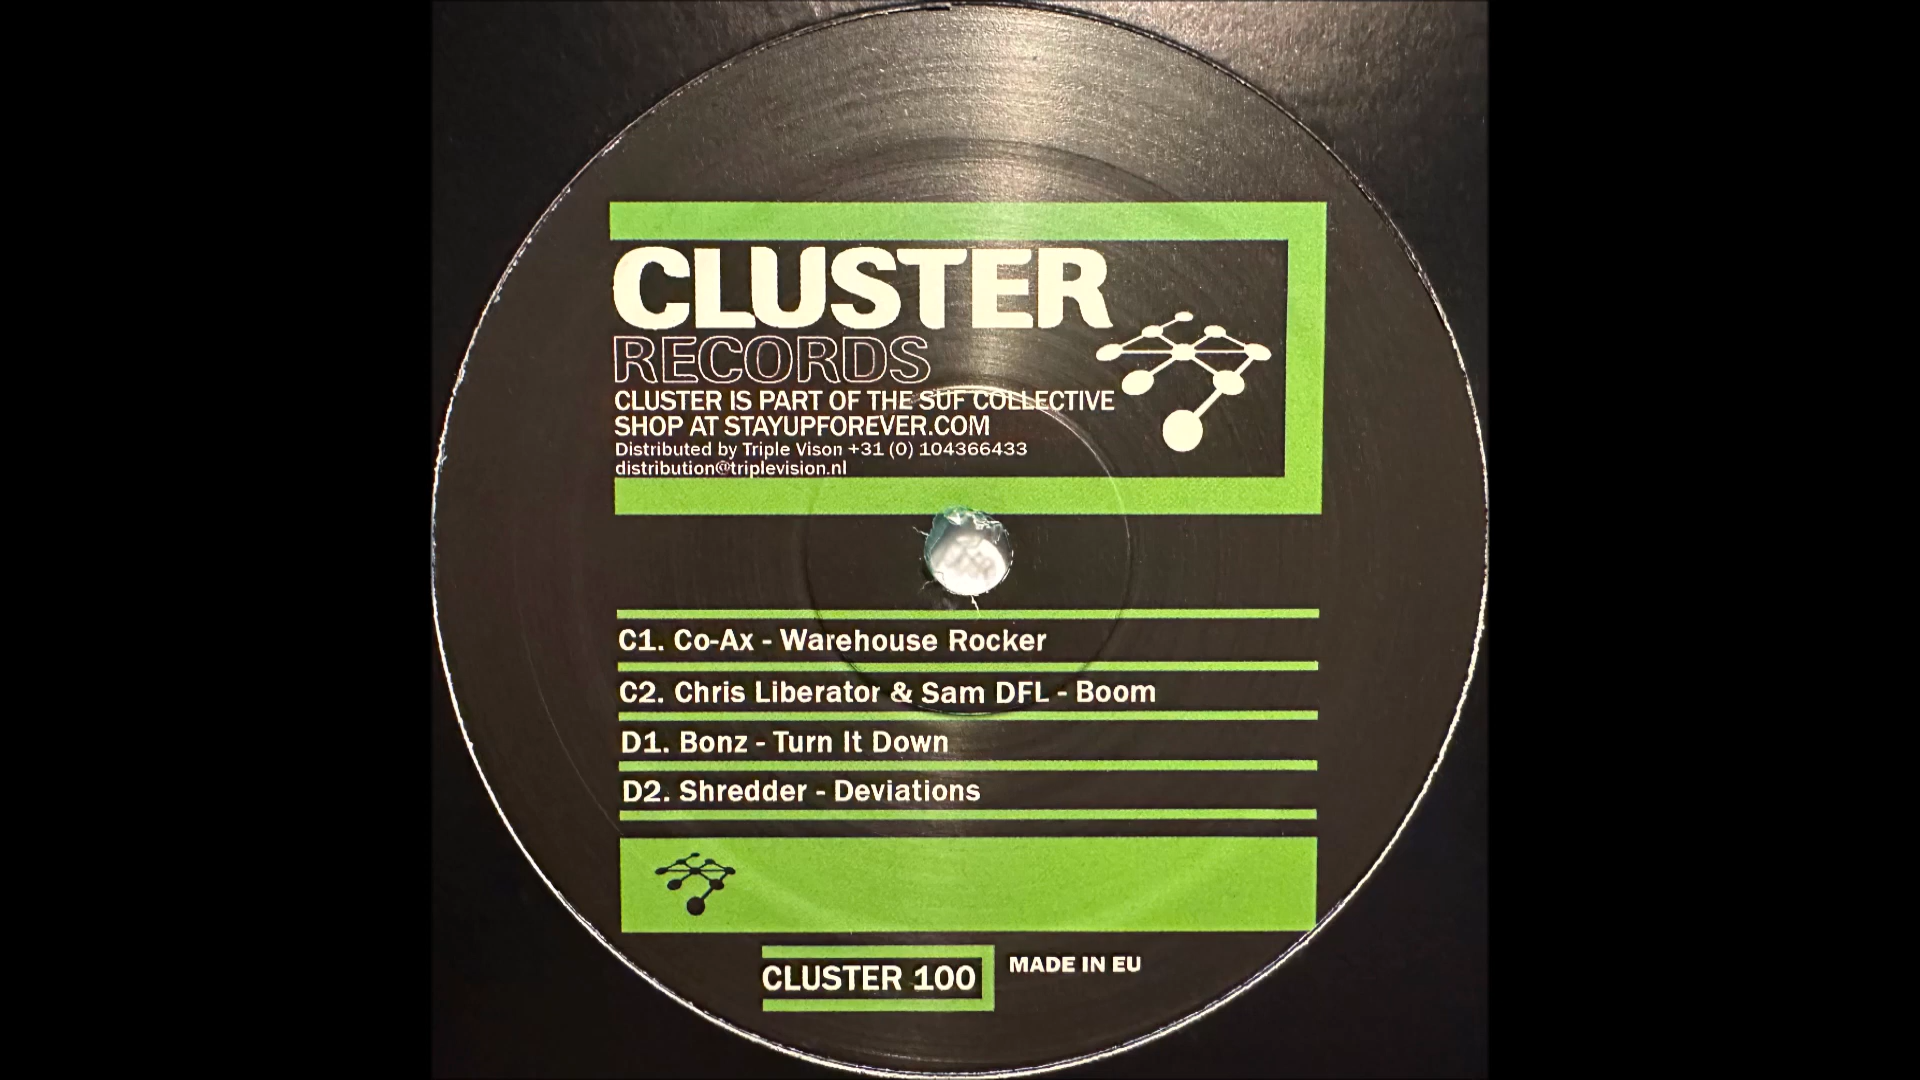 CLUSTER
RECORDS
CLUSTER IS PART OF THE SUF COLLECTIVE
SHOP AT STAYUPFOREVER.COM
Distributed by Triple Vison +31 (0) 104366433
distribution@triplevision.nl
C1. Co-Ax - Warehouse Rocker
C2. Chris Liberator & Sam DFL - Boom
D1. Bonz - Turn It Down
D2. Shredder - Deviations
CLUSTER 100
MADE IN EU